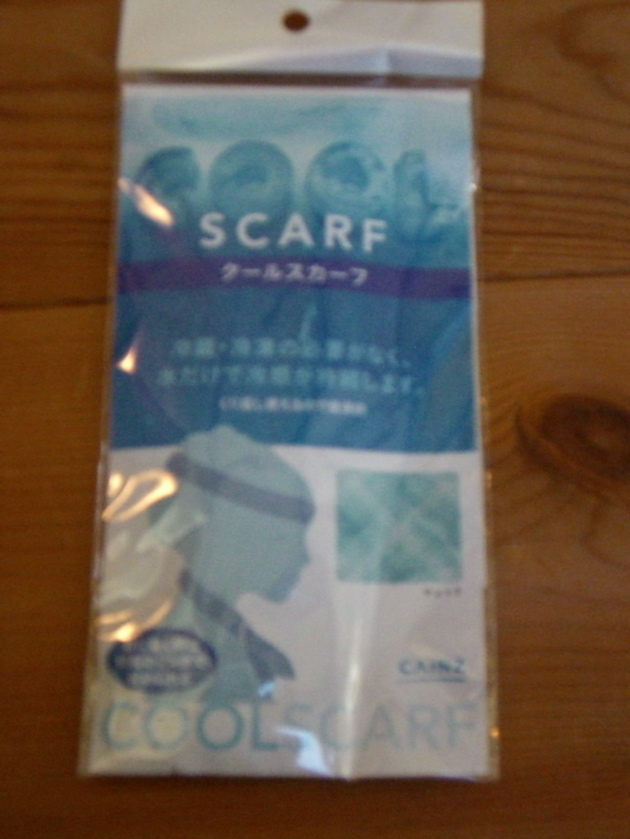 COOL
SCARF
クールスカーフ
冷蔵・冷凍の必要がなく、
水だけで冷感が持続します。
CAINZ
COOLSCARF